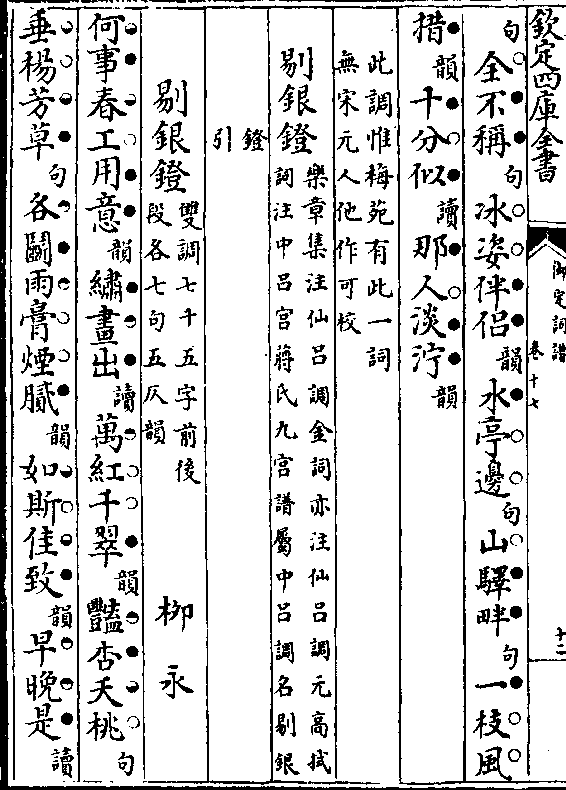 欽定四庫全書
御定詞譜
卷十七
十二
句全不稱句冰姿伴侶韻水亭邊句山驛畔句一枝風
措韻十分似讀那人淡泞韻
此調惟梅苑有此一詞
無宋元人他作可校
剔銀鐙樂章集注仙呂調金詞亦注仙呂調元高拭
詞注中呂宮蔣氏九宮譜屬中呂調名剔銀
鐙
引
剔銀鐙雙調七十五字前後
段各七句五仄韻
柳永
何事春工用意韻繡畫出讀萬紅千翠韻豔杏夭桃句
垂楊芳草句各鬭雨膏煙膩韻如斯佳致韻早晚是讀